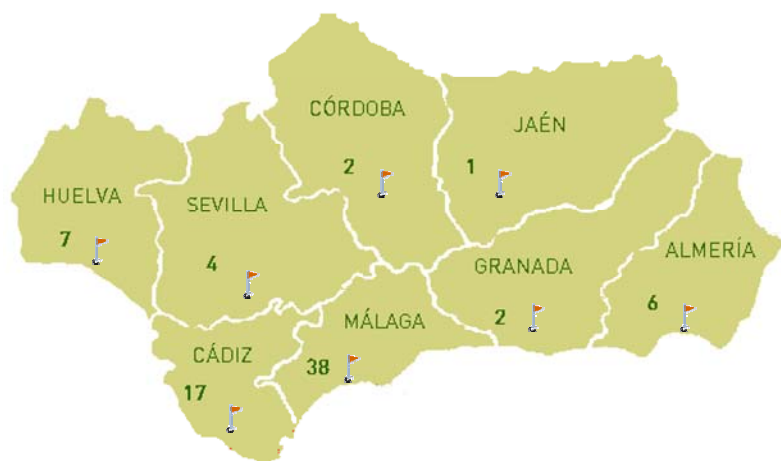 CÓRDOBA
2
JAÉN
1
HUELVA
7
SEVILLA
4
GRANADA
2
ALMERÍA
6
MÁLAGA
38
CÁDIZ
17